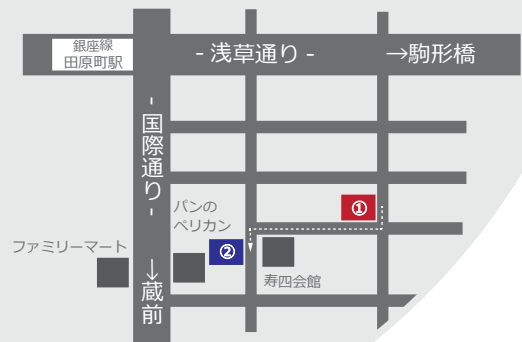 銀座線
田原町駅
- 浅草通り -
→駒形橋
- 国際通り -
→蔵前
パンの
ペリカン
ファミリーマート
①
②
寿四会館